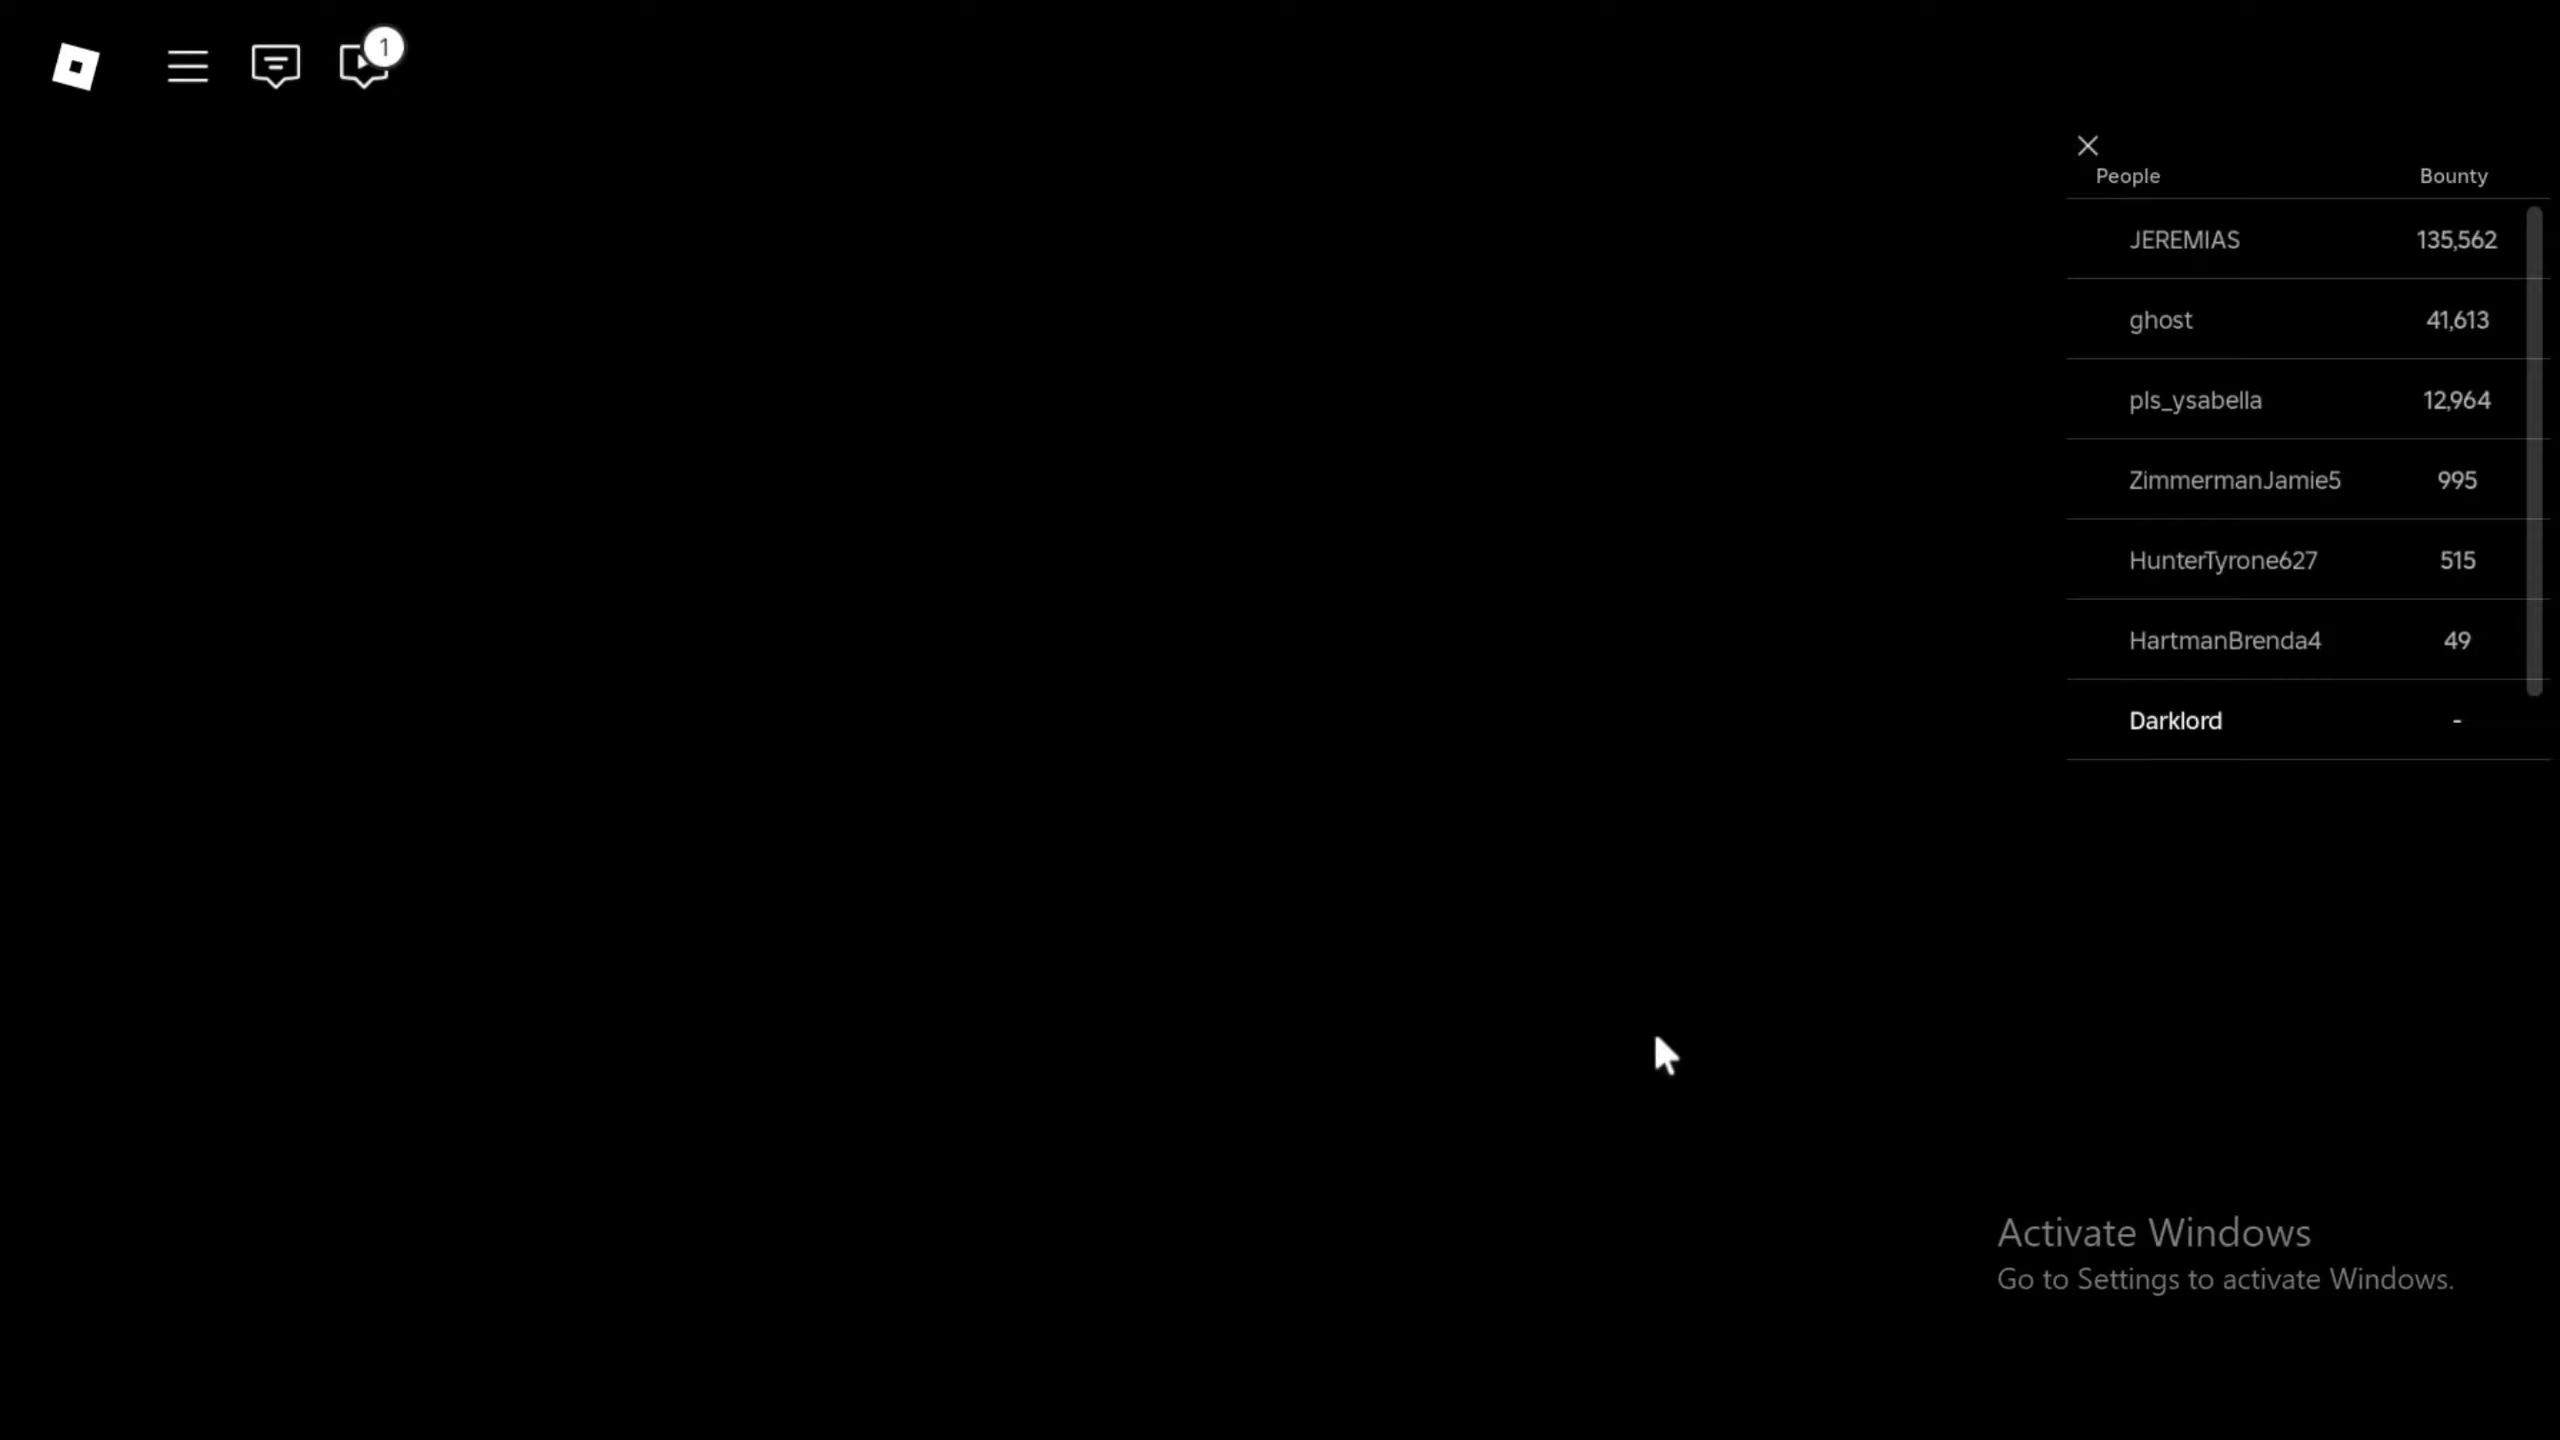 1
People Bounty
JEREMIAS 135,562
ghost 41,613
pls_ysabella 12,964
ZimmermanJamie5 995
HunterTyrone627 515
HartmanBrenda4 49
Darklord -
Activate Windows
Go to Settings to activate Windows.